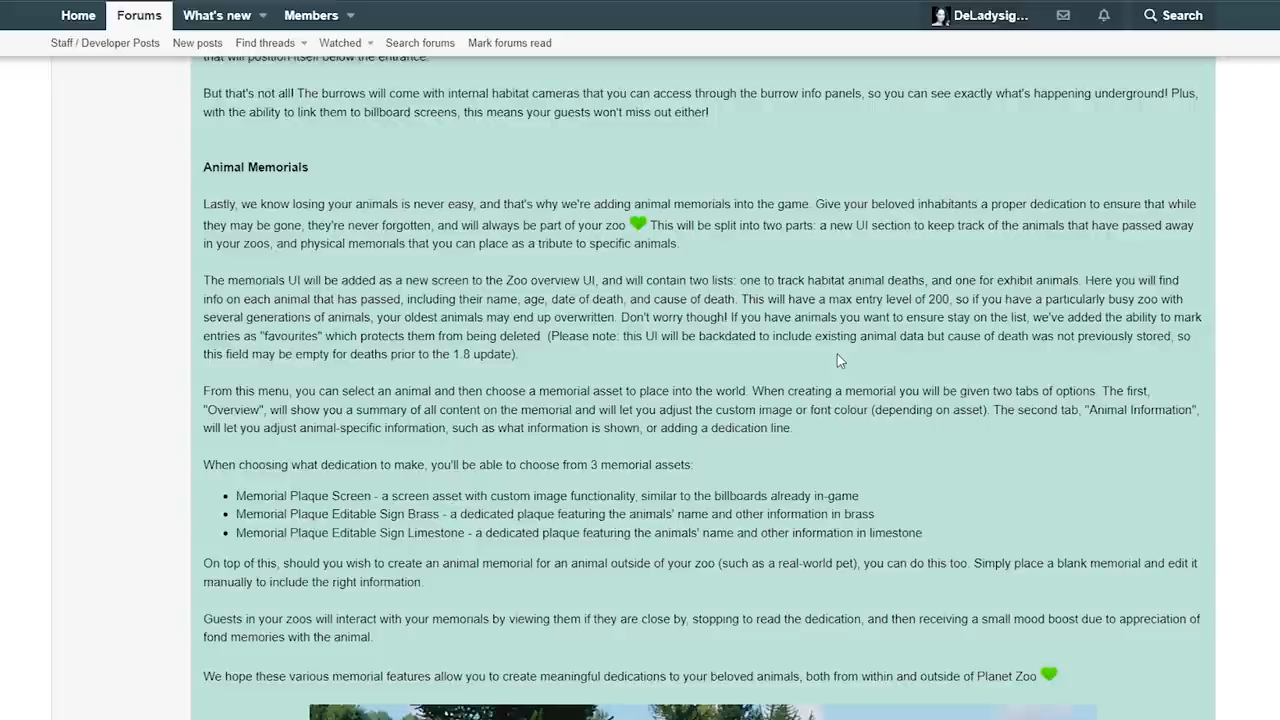 Home Forums What's new Members DeLadysig... Search
Staff / Developer Posts New posts Find threads Watched Search forums Mark forums read
that will position itself below the entrance.
But that's not all! The burrows will come with internal habitat cameras that you can access through the burrow info panels, so you can see exactly what's happening underground! Plus,
with the ability to link them to billboard screens, this means your guests won't miss out either!
Animal Memorials
Lastly, we know losing your animals is never easy, and that's why we're adding animal memorials into the game. Give your beloved inhabitants a proper dedication to ensure that while
they may be gone, they're never forgotten, and will always be part of your zoo This will be split into two parts: a new UI section to keep track of the animals that have passed away
in your zoos, and physical memorials that you can place as a tribute to specific animals.
The memorials UI will be added as a new screen to the Zoo overview UI, and will contain two lists: one to track habitat animal deaths, and one for exhibit animals. Here you will find
info on each animal that has passed, including their name, age, date of death, and cause of death. This will have a max entry level of 200, so if you have a particularly busy zoo with
several generations of animals, your oldest animals may end up overwritten. Don't worry though! If you have animals you want to ensure stay on the list, we've added the ability to mark
entries as "favourites" which protects them from being deleted  (Please note: this UI will be backdated to include existing animal data but cause of death was not previously stored, so
this field may be empty for deaths prior to the 1.8 update).
From this menu, you can select an animal and then choose a memorial asset to place into the world. When creating a memorial you will be given two tabs of options. The first,
"Overview", will show you a summary of all content on the memorial and will let you adjust the custom image or font colour (depending on asset). The second tab, "Animal Information",
will let you adjust animal-specific information, such as what information is shown, or adding a dedication line.
When choosing what dedication to make, you'll be able to choose from 3 memorial assets:
• Memorial Plaque Screen - a screen asset with custom image functionality, similar to the billboards already in-game
• Memorial Plaque Editable Sign Brass - a dedicated plaque featuring the animals' name and other information in brass
• Memorial Plaque Editable Sign Limestone - a dedicated plaque featuring the animals' name and other information in limestone
On top of this, should you wish to create an animal memorial for an animal outside of your zoo (such as a real-world pet), you can do this too. Simply place a blank memorial and edit it
manually to include the right information.
Guests in your zoos will interact with your memorials by viewing them if they are close by, stopping to read the dedication, and then receiving a small mood boost due to appreciation of
fond memories with the animal.
We hope these various memorial features allow you to create meaningful dedications to your beloved animals, both from within and outside of Planet Zoo